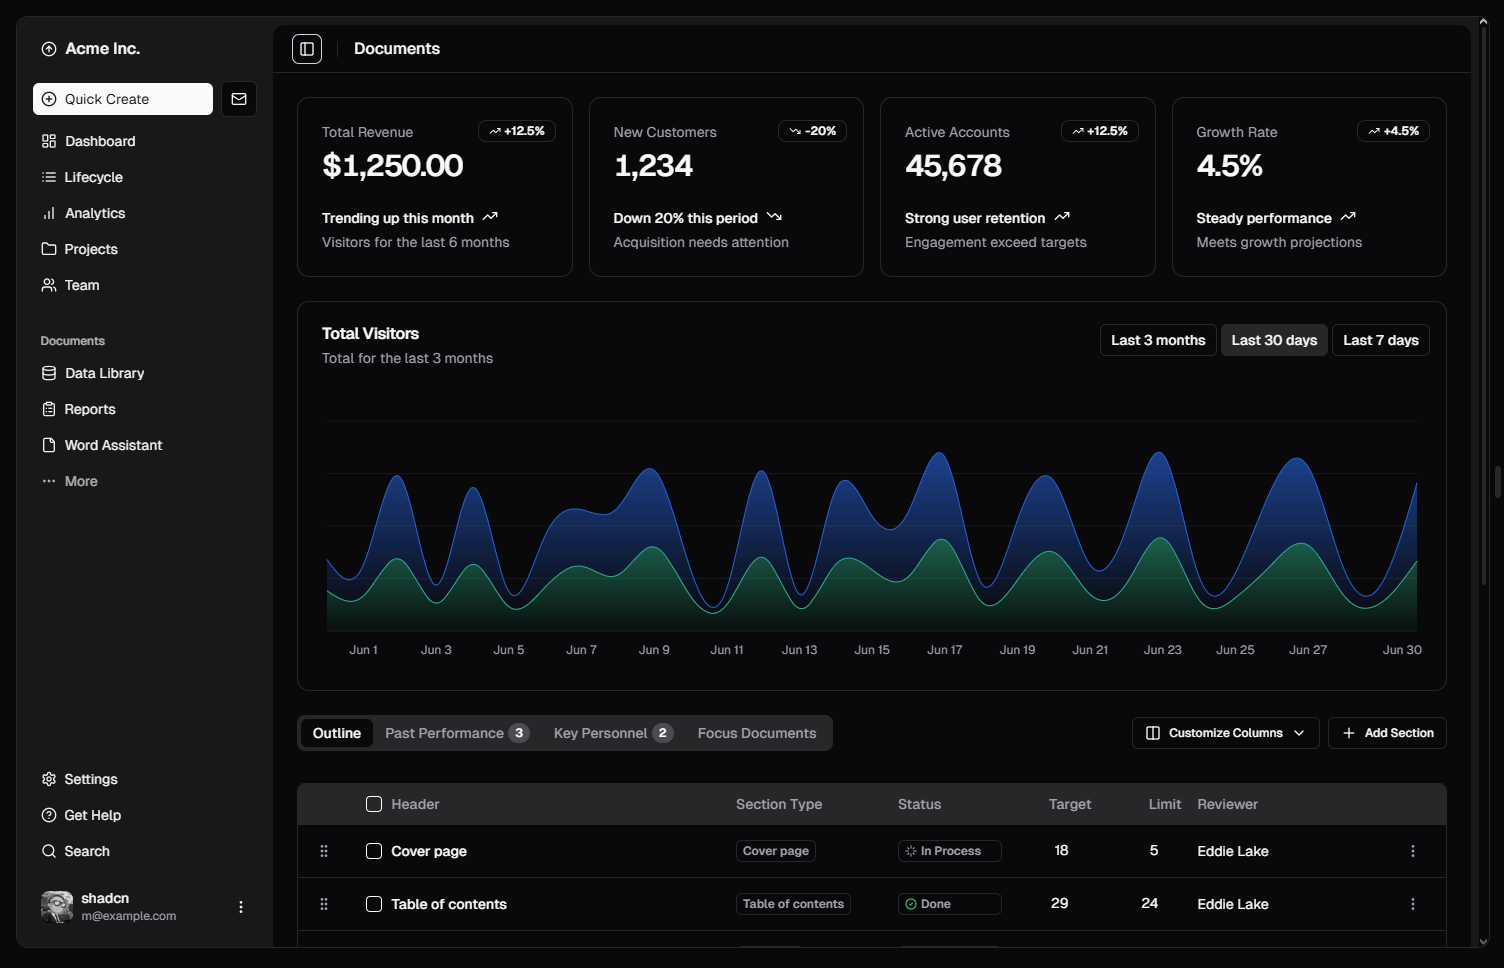 Acme Inc.
Quick Create
Dashboard
Lifecycle
Analytics
Projects
Team
Documents
Data Library
Reports
Word Assistant
More
Settings
Get Help
Search
shadcn
m@example.com
Documents
Total Revenue
+12.5%
$1,250.00
Trending up this month
Visitors for the last 6 months
New Customers
-20%
1,234
Down 20% this period
Acquisition needs attention
Active Accounts
+12.5%
45,678
Strong user retention
Engagement exceed targets
Growth Rate
+4.5%
4.5%
Steady performance
Meets growth projections
Total Visitors
Total for the last 3 months
Last 3 months
Last 30 days
Last 7 days
Jun 1 Jun 3 Jun 5 Jun 7 Jun 9 Jun 11 Jun 13 Jun 15 Jun 17 Jun 19 Jun 21 Jun 23 Jun 25 Jun 27 Jun 30
Outline Past Performance 3 Key Personnel 2 Focus Documents
Customize Columns
Add Section
Header Section Type Status Target Limit Reviewer
Cover page Cover page In Process 18 5 Eddie Lake
Table of contents Table of contents Done 29 24 Eddie Lake